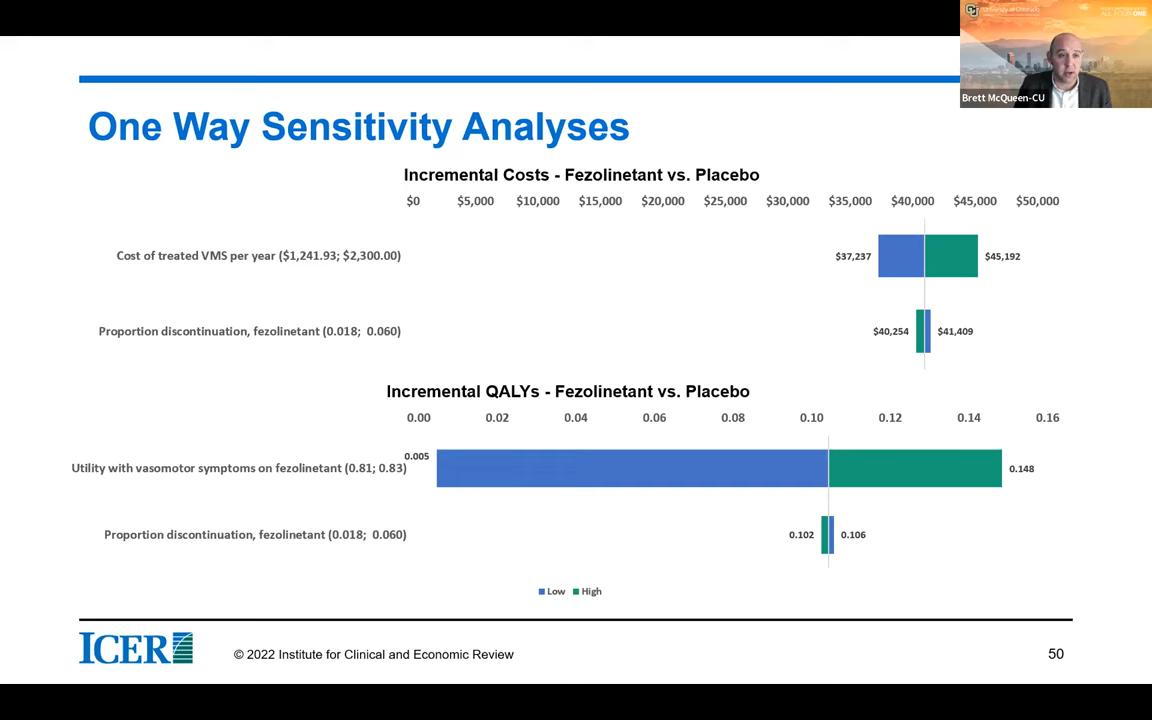 University of Colorado
ALL FOUR:ONE
Brett McQueen-CU
One Way Sensitivity Analyses
Incremental Costs - Fezolinetant vs. Placebo
$0 $5,000 $10,000 $15,000 $20,000 $25,000 $30,000 $35,000 $40,000 $45,000 $50,000
Cost of treated VMS per year ($1,241.93; $2,300.00)
$37,237
$45,192
Proportion discontinuation, fezolinetant (0.018; 0.060)
$40,254
$41,409
Incremental QALYs - Fezolinetant vs. Placebo
0.00 0.02 0.04 0.06 0.08 0.10 0.12 0.14 0.16
Utility with vasomotor symptoms on fezolinetant (0.81; 0.83)
0.005
0.148
Proportion discontinuation, fezolinetant (0.018; 0.060)
0.102
0.106
Low High
ICER
© 2022 Institute for Clinical and Economic Review
50